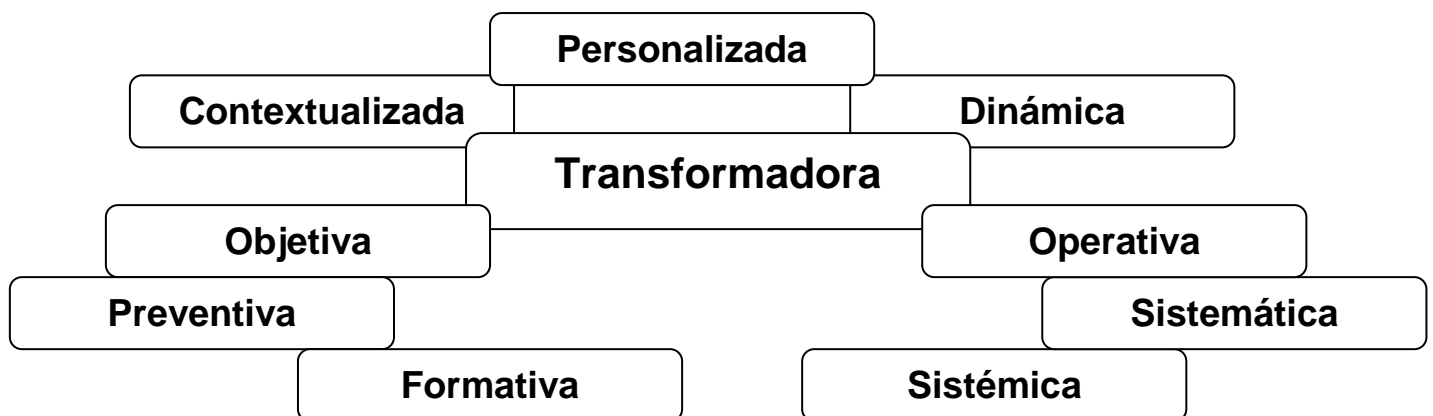 Personalizada
Contextualizada
Dinámica
Transformadora
Objetiva
Operativa
Preventiva
Sistemática
Formativa
Sistémica